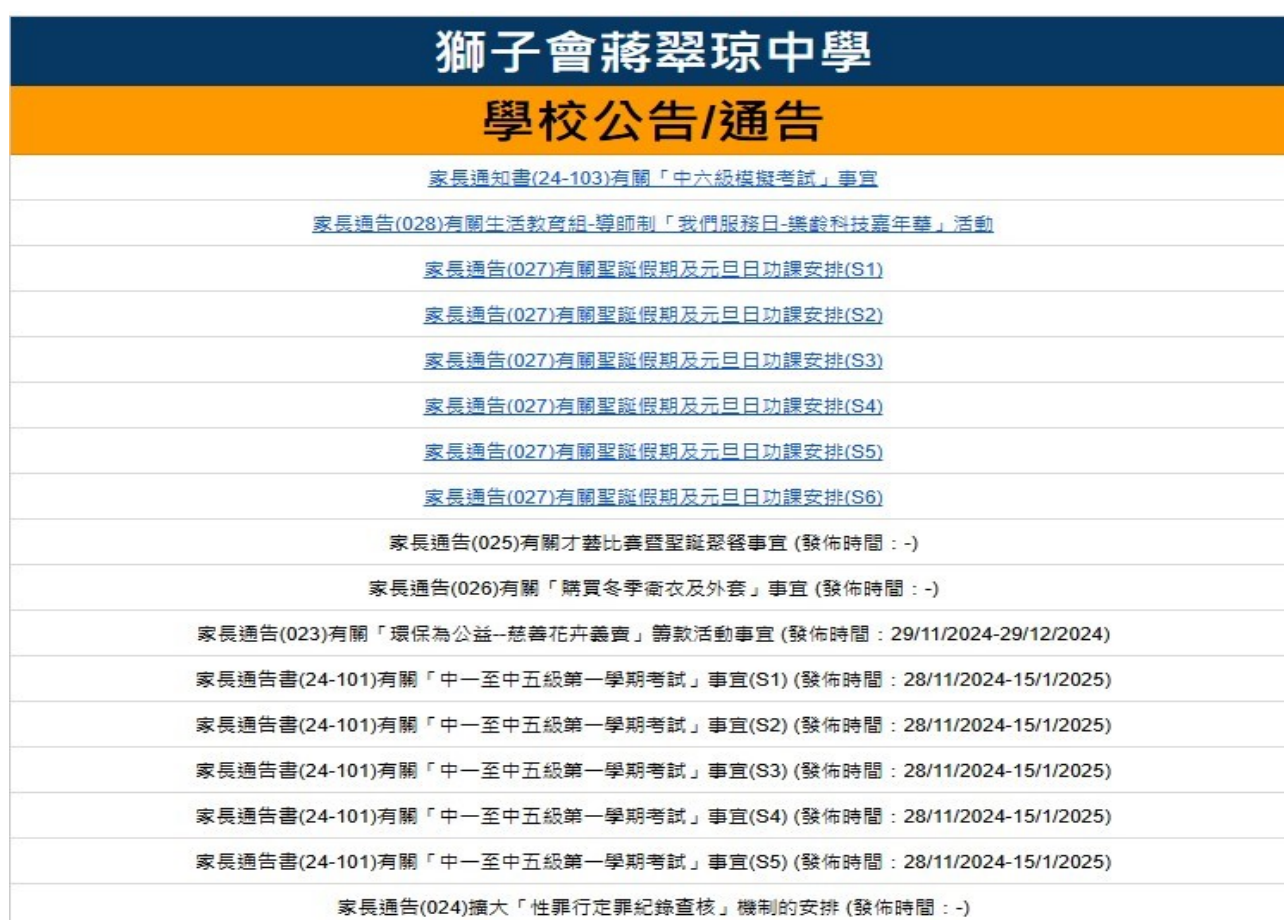 獅子會蔣翠琼中學
學校公告/通告
家長通知書(24-103)有關「中六級模擬考試」事宜
家長通告(028)有關生活教育組-導師制「我們服務日-樂齡科技嘉年華」活動
家長通告(027)有關聖誕假期及元旦日功課安排(S1)
家長通告(027)有關聖誕假期及元旦日功課安排(S2)
家長通告(027)有關聖誕假期及元旦日功課安排(S3)
家長通告(027)有關聖誕假期及元旦日功課安排(S4)
家長通告(027)有關聖誕假期及元旦日功課安排(S5)
家長通告(027)有關聖誕假期及元旦日功課安排(S6)
家長通告(025)有關才藝比賽暨聖誕聚餐事宜 (發佈時間：-)
家長通告(026)有關「購買冬季衛衣及外套」事宜 (發佈時間：-)
家長通告(023)有關「環保為公益--慈善花卉義賣」籌款活動事宜 (發佈時間：29/11/2024-29/12/2024)
家長通告書(24-101)有關「中一至中五級第一學期考試」事宜(S1) (發佈時間：28/11/2024-15/1/2025)
家長通告書(24-101)有關「中一至中五級第一學期考試」事宜(S2) (發佈時間：28/11/2024-15/1/2025)
家長通告書(24-101)有關「中一至中五級第一學期考試」事宜(S3) (發佈時間：28/11/2024-15/1/2025)
家長通告書(24-101)有關「中一至中五級第一學期考試」事宜(S4) (發佈時間：28/11/2024-15/1/2025)
家長通告書(24-101)有關「中一至中五級第一學期考試」事宜(S5) (發佈時間：28/11/2024-15/1/2025)
家長通告(024)擴大「性罪行定罪紀錄查核」機制的安排 (發佈時間：-)